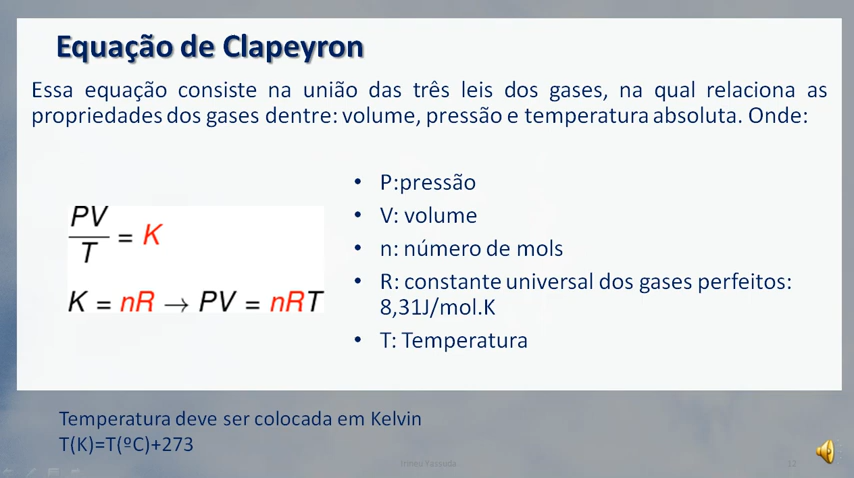 Equação de Clapeyron
Essa equação consiste na união das três leis dos gases, na qual relaciona as
propriedades dos gases dentre: volume, pressão e temperatura absoluta. Onde:
PV/T = K
K = nR → PV = nRT
• P:pressão
• V: volume
• n: número de mols
• R: constante universal dos gases perfeitos:
8,31J/mol.K
• T: Temperatura
Temperatura deve ser colocada em Kelvin
T(K)=T(ºC)+273
12